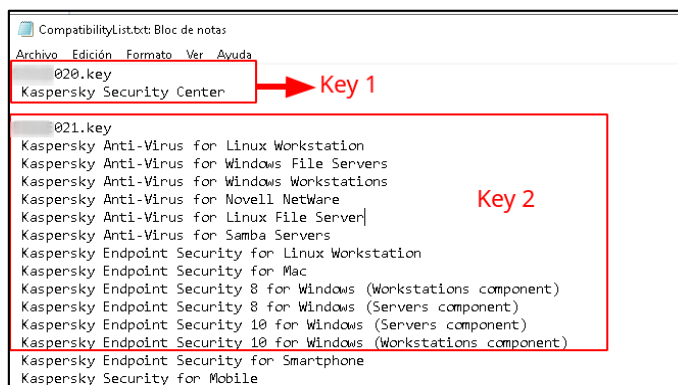 CompatibilityList.txt: Bloc de notas
Archivo Edición Formato Ver Ayuda
020.key
Kaspersky Security Center
Key 1
021.key
Kaspersky Anti-Virus for Linux Workstation
Kaspersky Anti-Virus for Windows File Servers
Kaspersky Anti-Virus for Windows Workstations
Kaspersky Anti-Virus for Novell NetWare
Kaspersky Anti-Virus for Linux File Server
Kaspersky Anti-Virus for Samba Servers
Kaspersky Endpoint Security for Linux Workstation
Kaspersky Endpoint Security for Mac
Kaspersky Endpoint Security 8 for Windows (Workstations component)
Kaspersky Endpoint Security 8 for Windows (Servers component)
Kaspersky Endpoint Security 10 for Windows (Servers component)
Kaspersky Endpoint Security 10 for Windows (Workstations component)
Key 2
Kaspersky Endpoint Security for Smartphone
Kaspersky Security for Mobile